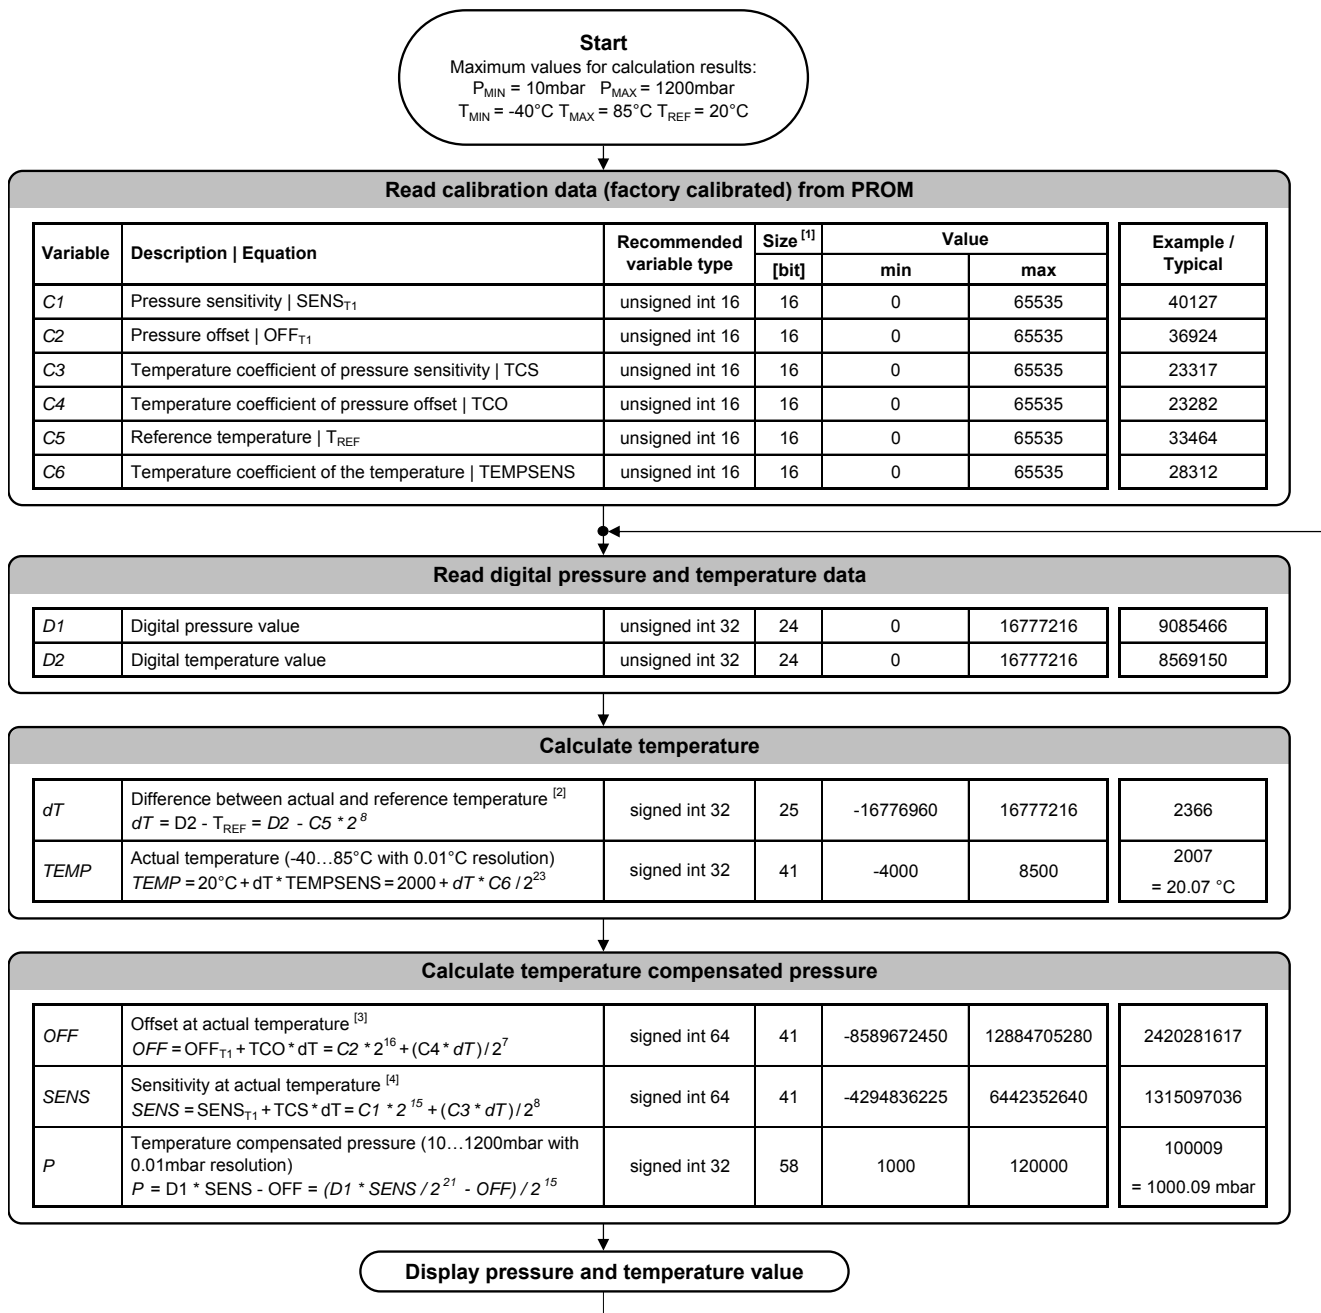 Start
Maximum values for calculation results:
PMIN = 10mbar PMAX = 1200mbar
TMIN = -40°C TMAX = 85°C TREF = 20°C
Read calibration data (factory calibrated) from PROM
Variable Description | Equation Recommended variable type Size [1] [bit] Value min max Example / Typical
C1 Pressure sensitivity | SENST1 unsigned int 16 16 0 65535 40127
C2 Pressure offset | OFFT1 unsigned int 16 16 0 65535 36924
C3 Temperature coefficient of pressure sensitivity | TCS unsigned int 16 16 0 65535 23317
C4 Temperature coefficient of pressure offset | TCO unsigned int 16 16 0 65535 23282
C5 Reference temperature | TREF unsigned int 16 16 0 65535 33464
C6 Temperature coefficient of the temperature | TEMPSENS unsigned int 16 16 0 65535 28312
Read digital pressure and temperature data
D1 Digital pressure value unsigned int 32 24 0 16777216 9085466
D2 Digital temperature value unsigned int 32 24 0 16777216 8569150
Calculate temperature
dT Difference between actual and reference temperature [2] signed int 32 25 -16776960 16777216 2366
dT = D2 - TREF = D2 - C5 * 2^8
TEMP Actual temperature (-40…85°C with 0.01°C resolution) signed int 32 41 -4000 8500 2007
TEMP = 20°C + dT * TEMPSENS = 2000 + dT * C6 / 2^23 = 20.07 °C
Calculate temperature compensated pressure
OFF Offset at actual temperature [3] signed int 64 41 -8589672450 12884705280 2420281617
OFF = OFFT1 + TCO * dT = C2 * 2^16 + (C4 * dT) / 2^7
SENS Sensitivity at actual temperature [4] signed int 64 41 -4294836225 6442352640 1315097036
SENS = SENST1 + TCS * dT = C1 * 2^15 + (C3 * dT) / 2^8
P Temperature compensated pressure (10…1200mbar with signed int 32 58 1000 120000 100009
0.01mbar resolution)
P = D1 * SENS - OFF = (D1 * SENS / 2^21 - OFF) / 2^15 = 1000.09 mbar
Display pressure and temperature value